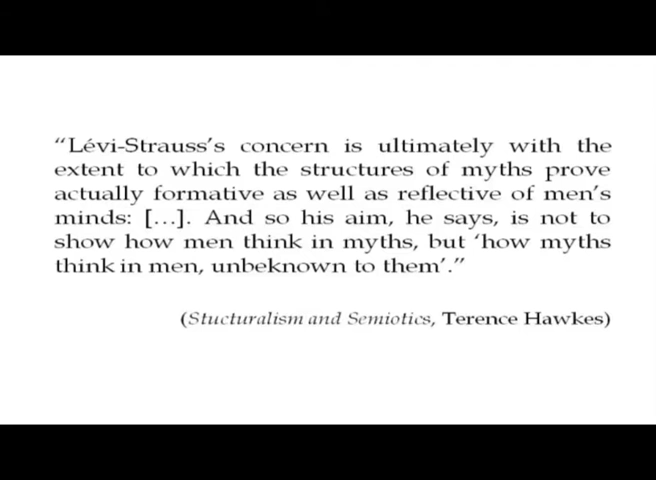 “Lévi-Strauss’s concern is ultimately with the
extent to which the structures of myths prove
actually formative as well as reflective of men’s
minds: […]. And so his aim, he says, is not to
show how men think in myths, but ‘how myths
think in men, unbeknown to them’.”
(Stucturalism and Semiotics, Terence Hawkes)